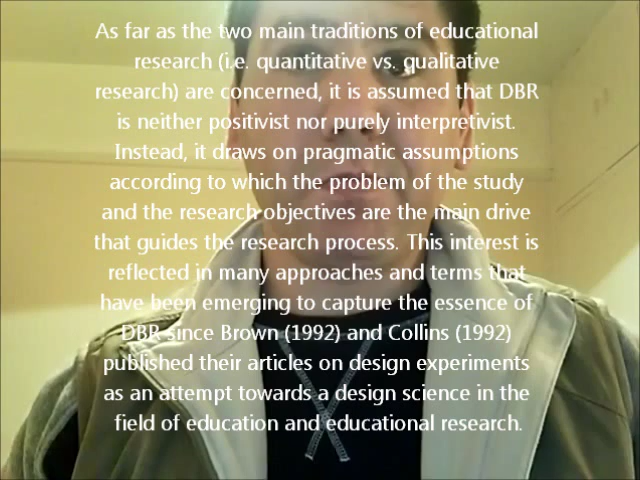 As far as the two main traditions of educational
research (i.e. quantitative vs. qualitative
research) are concerned, it is assumed that DBR
is neither positivist nor purely interpretivist.
Instead, it draws on pragmatic assumptions
according to which the problem of the study
and the research objectives are the main drive
that guides the research process. This interest is
reflected in many approaches and terms that
have been emerging to capture the essence of
DBR since Brown (1992) and Collins (1992)
published their articles on design experiments
as an attempt towards a design science in the
field of education and educational research.